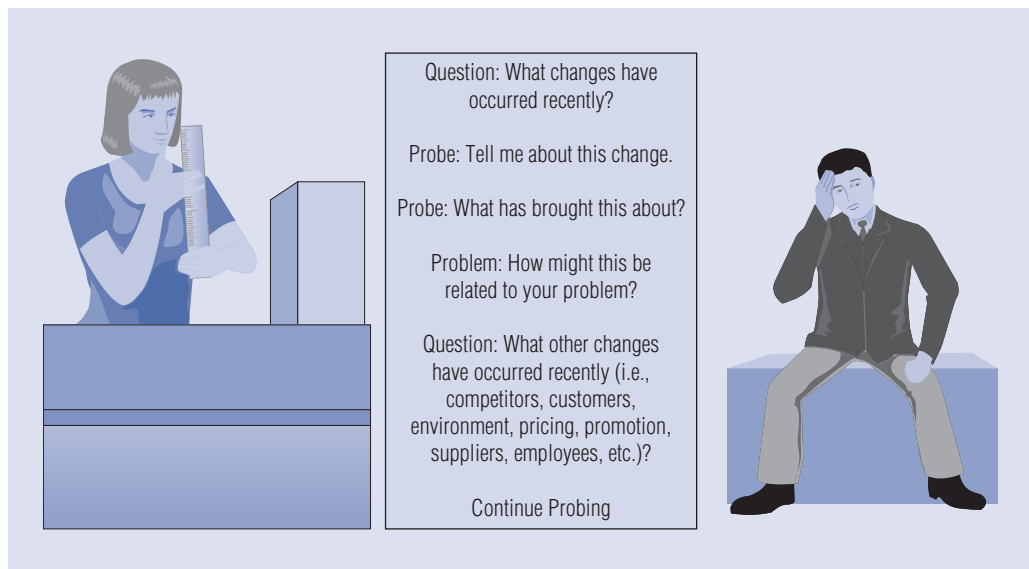 Question: What changes have
occurred recently?
Probe: Tell me about this change.
Probe: What has brought this about?
Problem: How might this be
related to your problem?
Question: What other changes
have occurred recently (i.e.,
competitors, customers,
environment, pricing, promotion,
suppliers, employees, etc.)?
Continue Probing